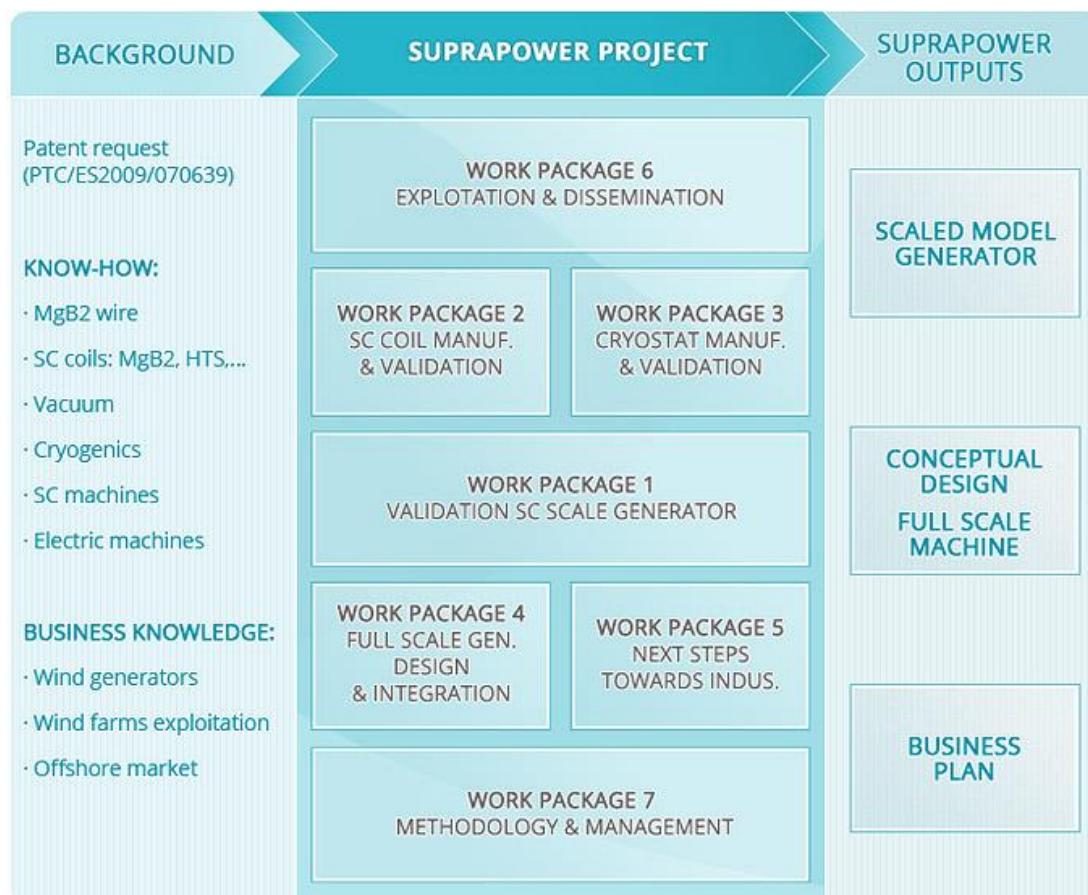 BACKGROUND
SUPRAPOWER PROJECT
SUPRAPOWER
OUTPUTS
Patent request
(PTC/ES2009/070639)
KNOW-HOW:
· MgB2 wire
· SC coils: MgB2, HTS,...
· Vacuum
· Cryogenics
· SC machines
· Electric machines
BUSINESS KNOWLEDGE:
· Wind generators
· Wind farms exploitation
· Offshore market
WORK PACKAGE 6
EXPLOTATION & DISSEMINATION
WORK PACKAGE 2
SC COIL MANUF.
& VALIDATION
WORK PACKAGE 3
CRYOSTAT MANUF.
& VALIDATION
WORK PACKAGE 1
VALIDATION SC SCALE GENERATOR
WORK PACKAGE 4
FULL SCALE GEN.
DESIGN
& INTEGRATION
WORK PACKAGE 5
NEXT STEPS
TOWARDS INDUS.
WORK PACKAGE 7
METHODOLOGY & MANAGEMENT
SCALED MODEL
GENERATOR
CONCEPTUAL
DESIGN
FULL SCALE
MACHINE
BUSINESS
PLAN